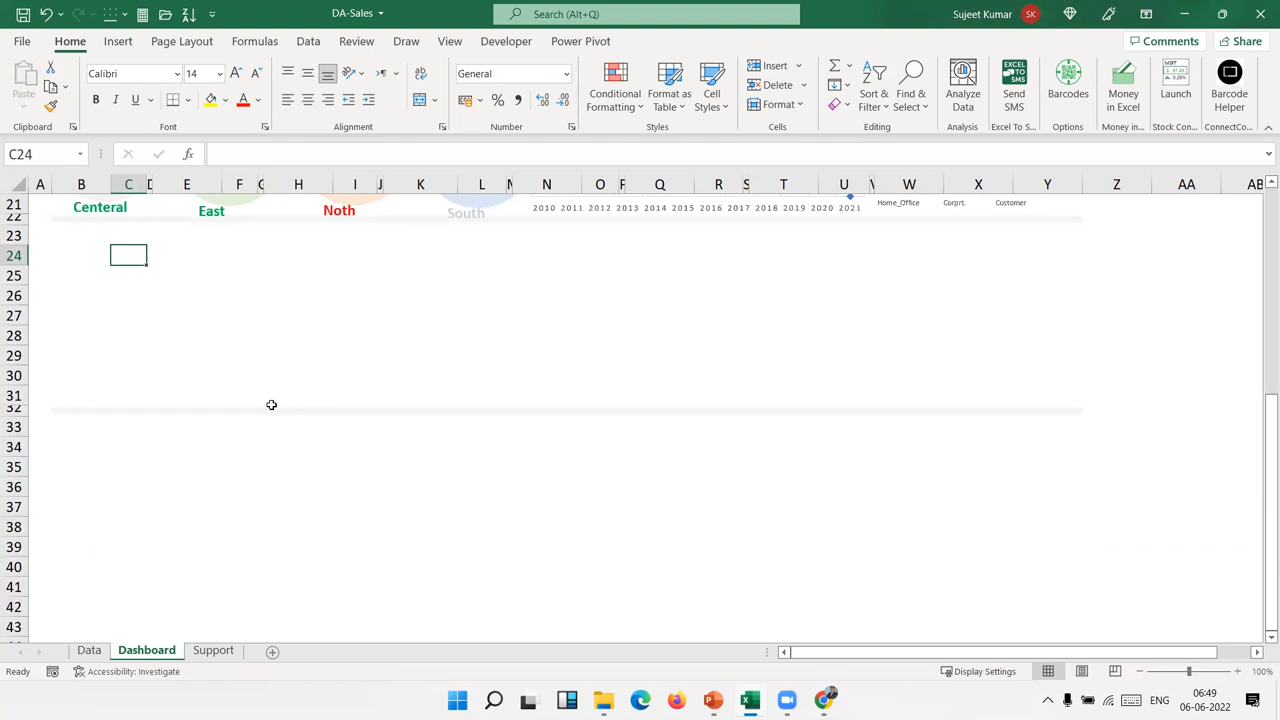 DA-Sales
Search (Alt+Q)
Sujeet Kumar
SK
File Home Insert Page Layout Formulas Data Review Draw View Developer Power Pivot
Comments Share
Paste
Calibri 14
B I U
General
Conditional Formatting
Format as Table
Cell Styles
Insert
Delete
Format
Sort & Filter
Find & Select
Analyze Data
Send SMS
Barcodes
Money in Excel
Launch
Barcode Helper
Clipboard Font Alignment Number Styles Cells Editing Analysis Excel To S... Options Money in... Stock Con... ConnectCo...
C24 fx
A B C D E F G H I J K L M N O P Q R S T U V W X Y Z AA AB
21 Centeral East Noth South 2010 2011 2012 2013 2014 2015 2016 2017 2018 2019 2020 2021 Home_Office Corprt. Customer
22
23
24
25
26
27
28
29
30
31
32
33
34
35
36
37
38
39
40
41
42
43
Data Dashboard Support
Ready Accessibility: Investigate Display Settings 100%
ENG 06:49
06-06-2022